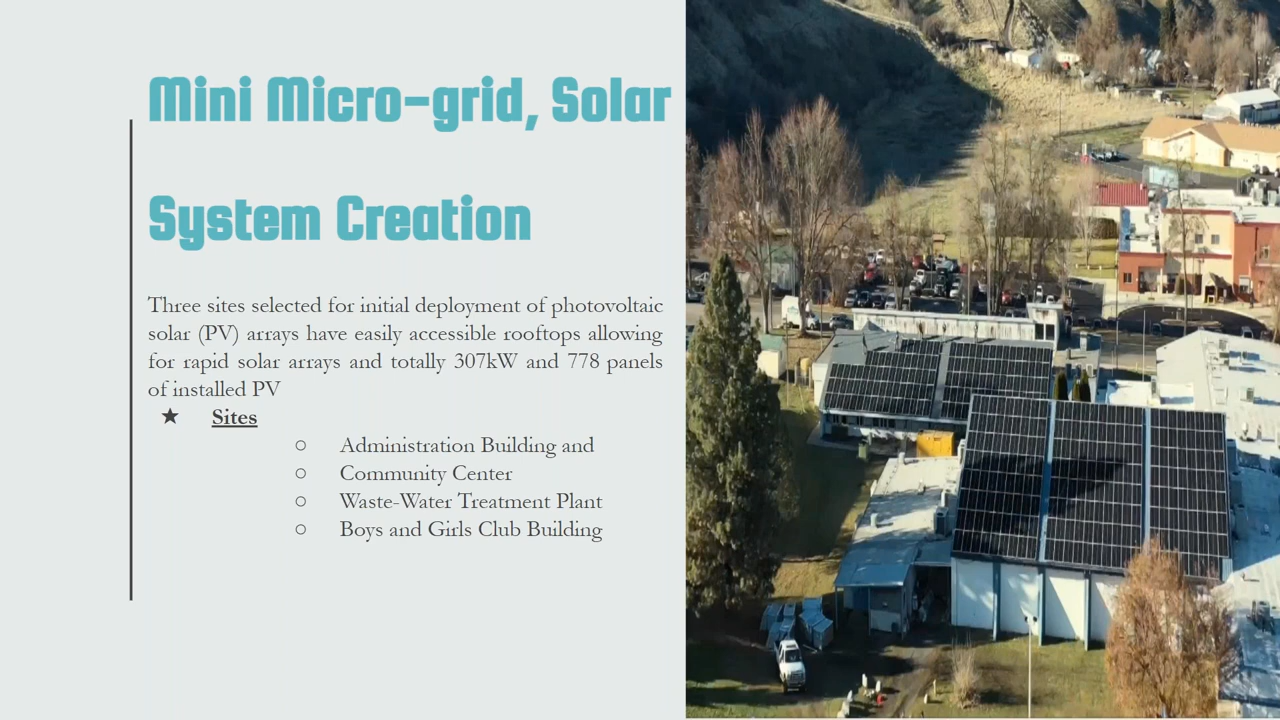 Mini Micro-grid, Solar
System Creation
Three sites selected for initial deployment of photovoltaic
solar (PV) arrays have easily accessible rooftops allowing
for rapid solar arrays and totally 307kW and 778 panels
of installed PV
★ Sites
○ Administration Building and
○ Community Center
○ Waste-Water Treatment Plant
○ Boys and Girls Club Building